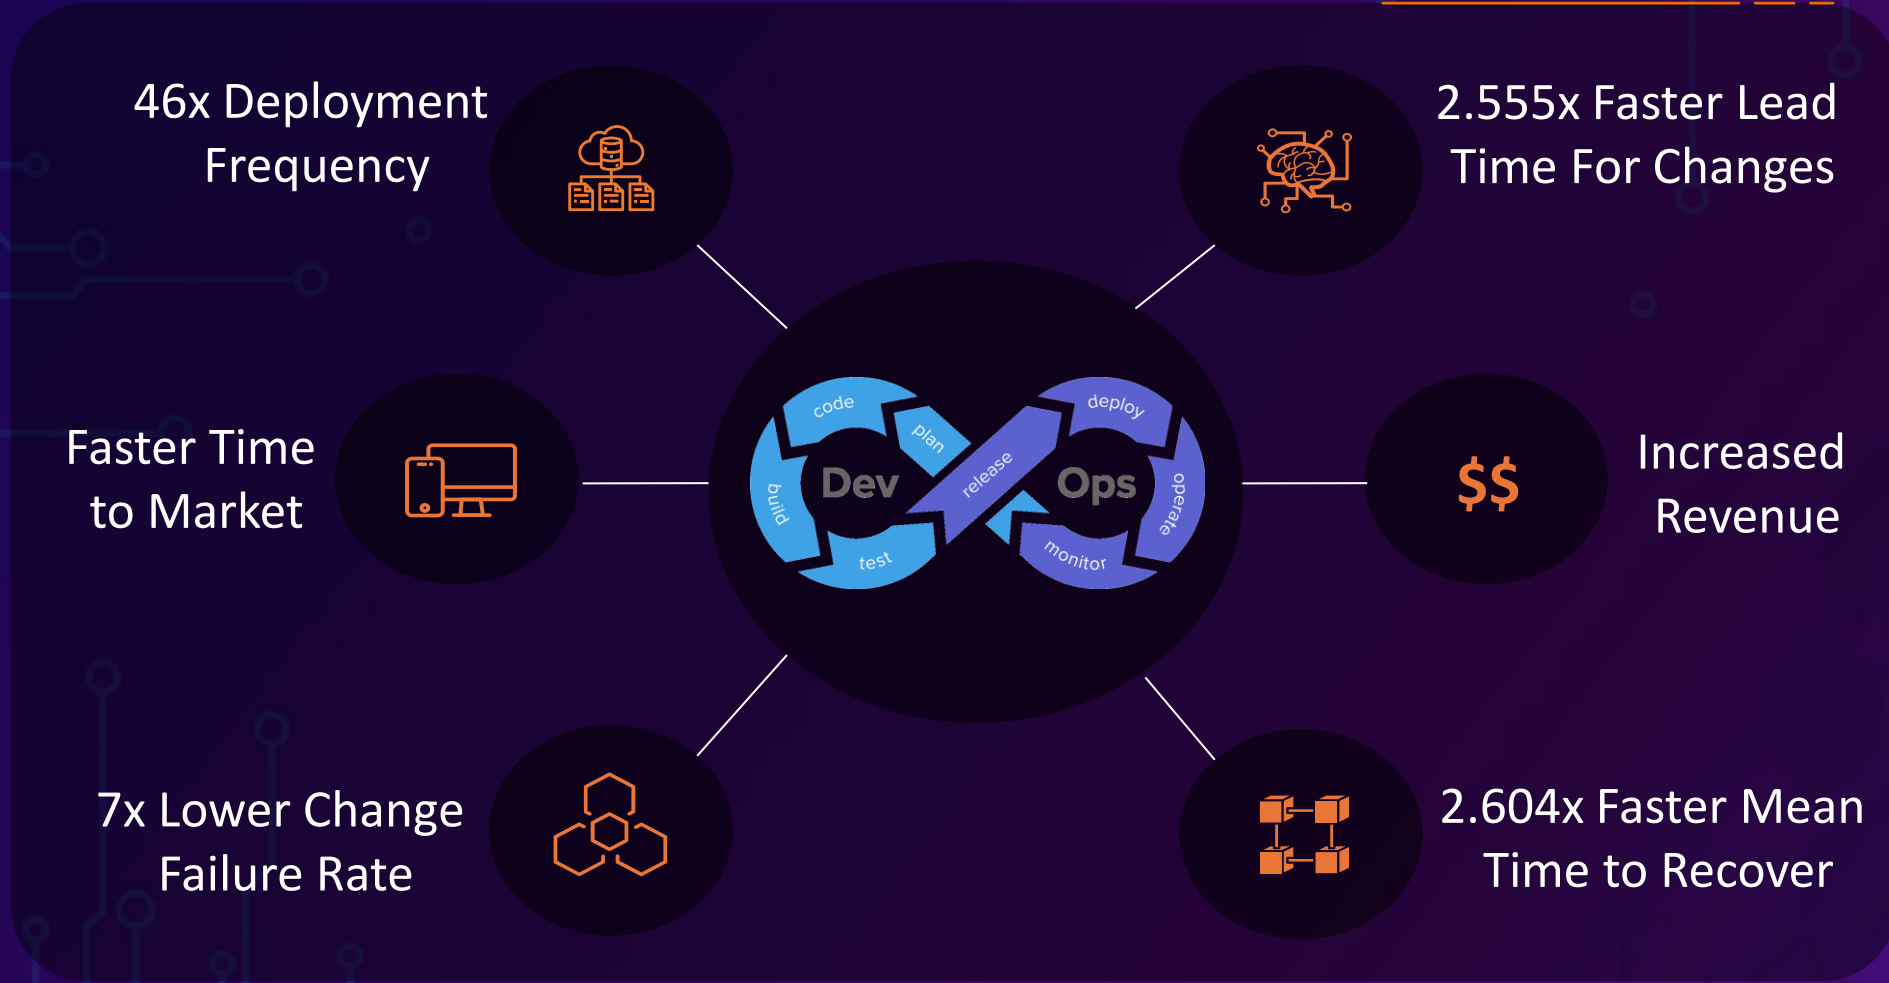 46x Deployment
Frequency
2.555x Faster Lead
Time For Changes
Faster Time
to Market
code
plan
build
test
Dev
release
deploy
Ops
operate
monitor
$$
Increased
Revenue
7x Lower Change
Failure Rate
2.604x Faster Mean
Time to Recover